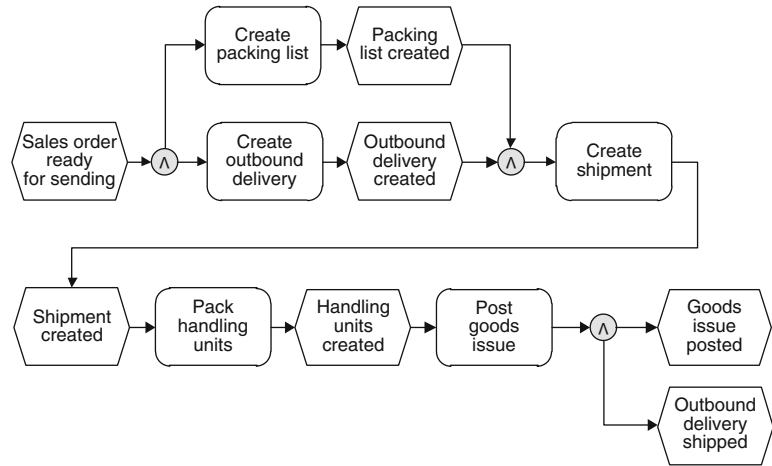 Create
packing list
Packing
list created
Sales order
ready
for sending
∧
Create
outbound
delivery
Outbound
delivery
created
∧
Create
shipment
Shipment
created
Pack
handling
units
Handling
units
created
Post
goods
issue
∧
Goods
issue
posted
Outbound
delivery
shipped